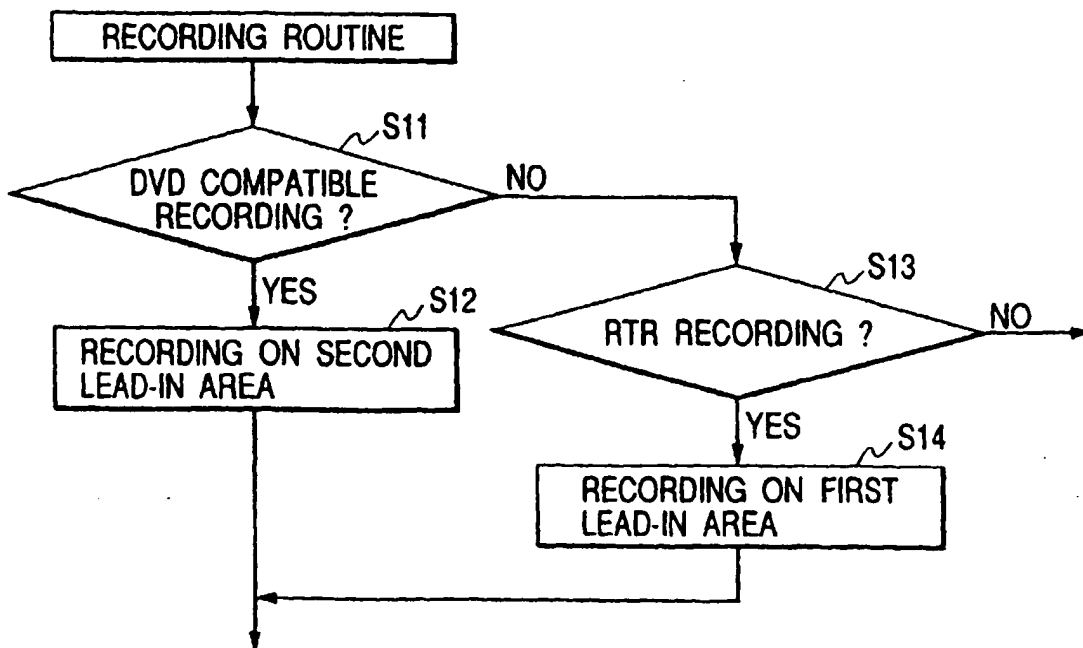 RECORDING ROUTINE
S11
DVD COMPATIBLE
RECORDING ?
NO
YES
S12
RECORDING ON SECOND
LEAD-IN AREA
S13
RTR RECORDING ?
NO
YES
S14
RECORDING ON FIRST
LEAD-IN AREA